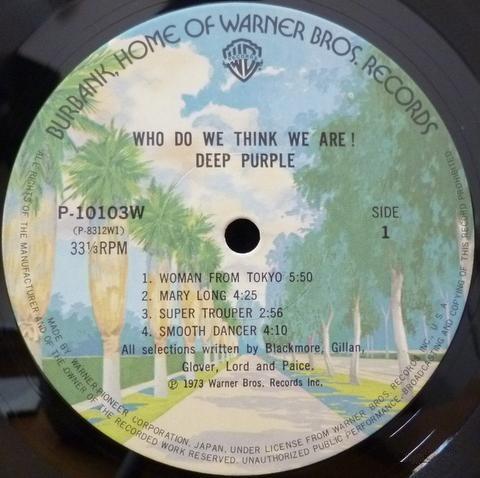 BURBANK, HOME OF WARNER BROS. RECORDS
WB
RECORDS
WHO DO WE THINK WE ARE!
DEEP PURPLE
P-10103W
(P-8312W1)
33⅓RPM
SIDE
1
1. WOMAN FROM TOKYO 5:50
2. MARY LONG 4:25
3. SUPER TROUPER 2:56
4. SMOOTH DANCER 4:10
All selections written by Blackmore, Gillan,
Glover, Lord and Paice.
Ⓟ 1973 Warner Bros. Records Inc.
MADE BY WARNER-PIONEER CORPORATION, JAPAN, UNDER LICENSE FROM WARNER BROS. RECORDS INC., U.S.A.
ALL RIGHTS OF THE MANUFACTURER AND OF THE OWNER OF THE RECORDED WORK RESERVED. UNAUTHORIZED PUBLIC PERFORMANCE, BROADCASTING AND COPYING OF THIS RECORD PROHIBITED.